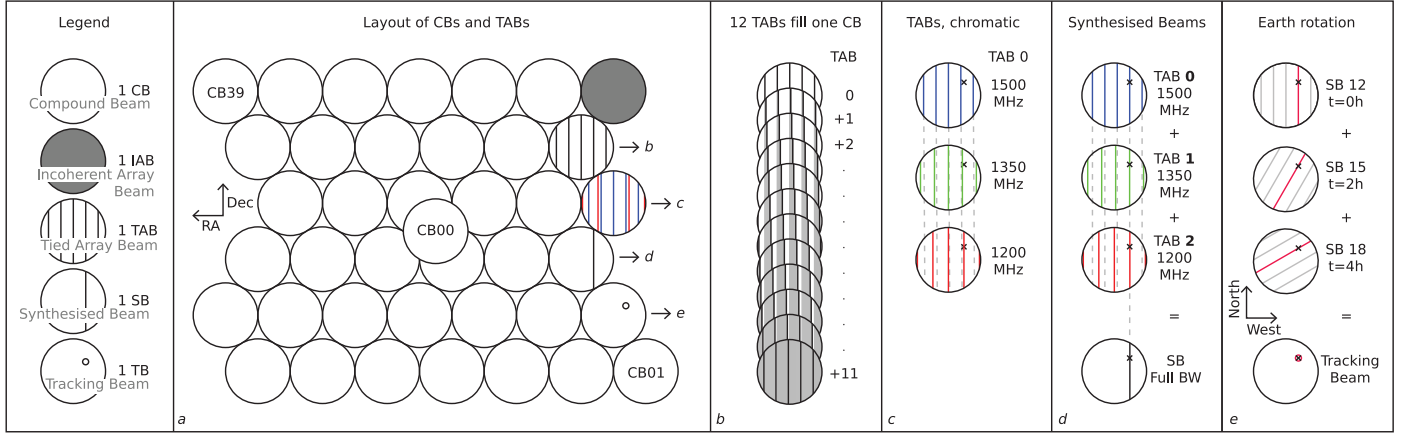 Legend
1 CB
Compound Beam
1 IAB
Incoherent Array
Beam
1 TAB
Tied Array Beam
1 SB
Synthesised Beam
1 TB
Tracking Beam
Layout of CBs and TABs
CB39
b
Dec
RA
c
CB00
d
e
CB01
a
12 TABs fill one CB
TAB
0
+1
+2
.
.
.
.
.
.
.
.
+11
b
TABs, chromatic
TAB 0
1500
MHz
1350
MHz
1200
MHz
c
Synthesised Beams
TAB 0
1500
MHz
+
TAB 1
1350
MHz
+
TAB 2
1200
MHz
=
SB
Full BW
d
Earth rotation
SB 12
t=0h
+
SB 15
t=2h
+
SB 18
t=4h
North
West
=
Tracking
Beam
e